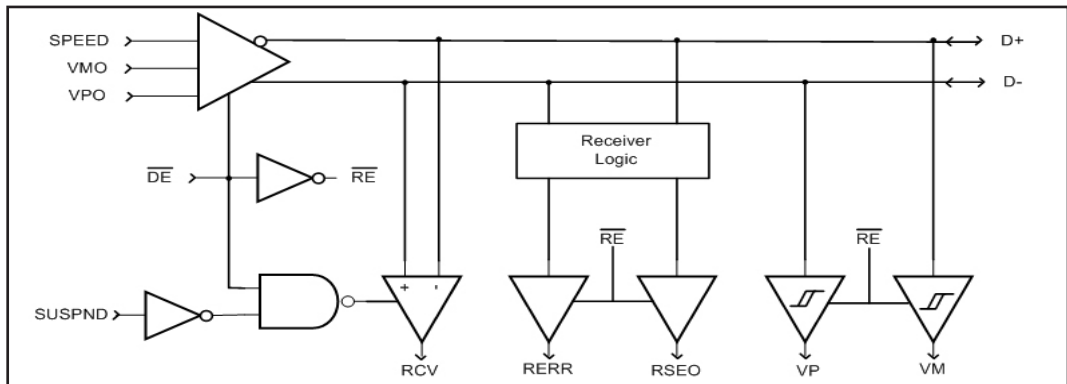 SPEED
VMO
VPO
D+
D-
Receiver
Logic
DE
RE
RE
RE
SUSPND
+
-
RCV
RERR
RSEO
VP
VM